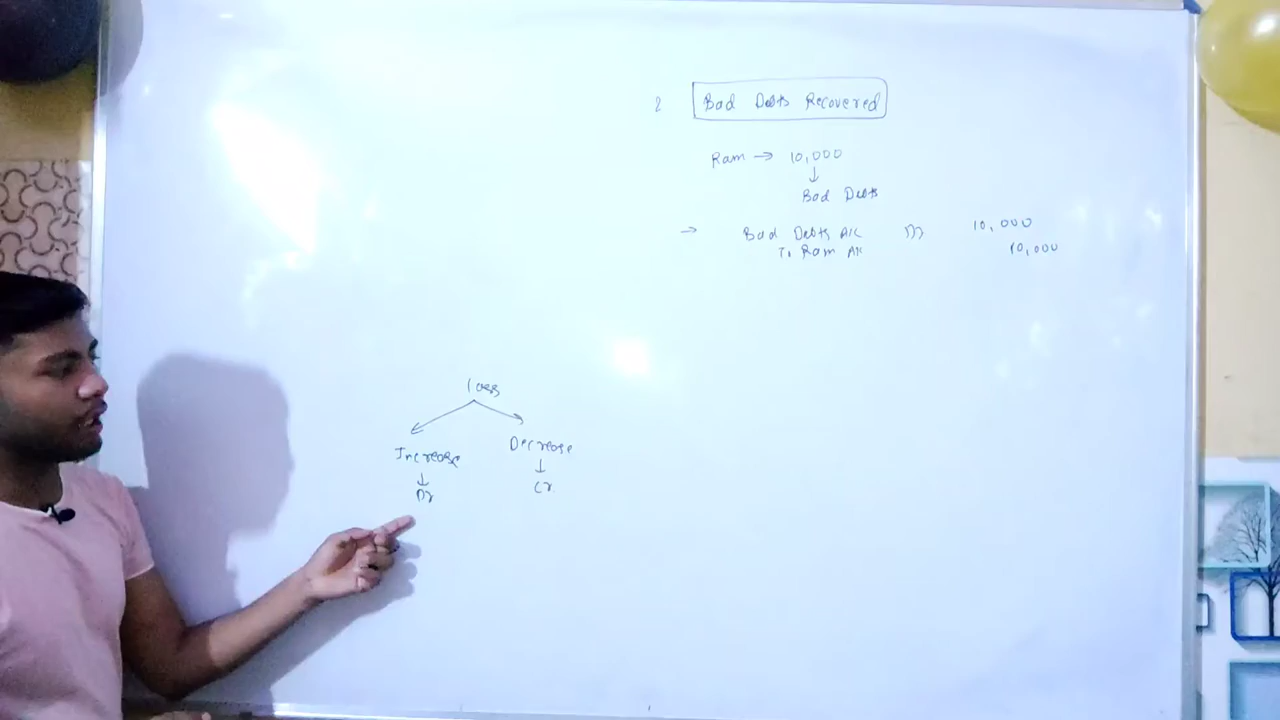 2 Bad Debts Recovered
Ram → 10,000
↓
Bad Debts
→ Bad Debts A/c Dr 10,000
To Ram A/c 10,000
loss
Increase Decrease
↓ ↓
Dr Cr.